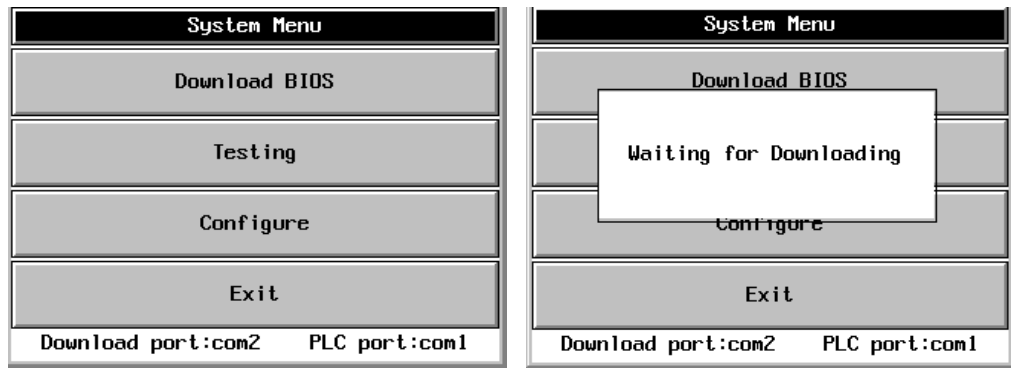 System Menu
Download BIOS
Testing
Configure
Exit
Download port:com2 PLC port:com1
System Menu
Download BIOS
Waiting for Downloading
Configure
Exit
Download port:com2 PLC port:com1